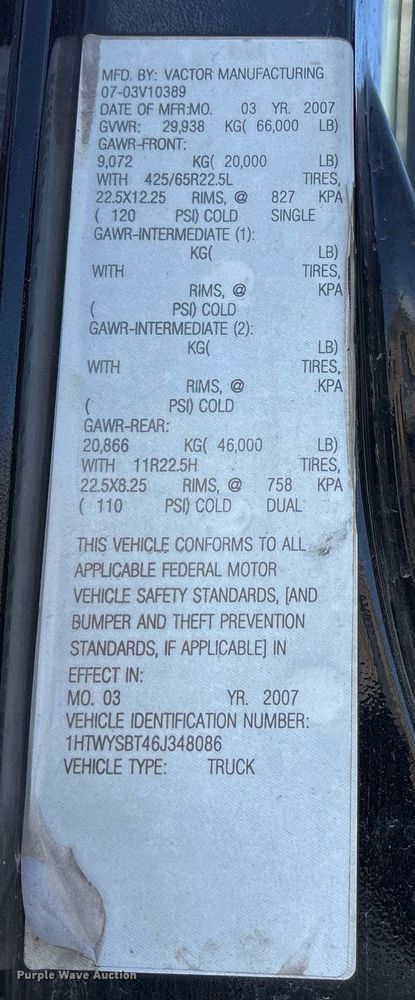 MFD. BY: VACTOR MANUFACTURING
07-03V10389
DATE OF MFR:MO. 03 YR. 2007
GVWR: 29,938 KG( 66,000 LB)
GAWR-FRONT:
9,072 KG( 20,000 LB)
WITH 425/65R22.5L TIRES,
22.5X12.25 RIMS, @ 827 KPA
( 120 PSI) COLD SINGLE
GAWR-INTERMEDIATE (1):
KG( LB)
WITH TIRES,
RIMS, @ KPA
( PSI) COLD
GAWR-INTERMEDIATE (2):
KG( LB)
WITH TIRES,
RIMS, @ KPA
( PSI) COLD
GAWR-REAR:
20,866 KG( 46,000 LB)
WITH 11R22.5H TIRES,
22.5X8.25 RIMS, @ 758 KPA
( 110 PSI) COLD DUAL
THIS VEHICLE CONFORMS TO ALL
APPLICABLE FEDERAL MOTOR
VEHICLE SAFETY STANDARDS, [AND
BUMPER AND THEFT PREVENTION
STANDARDS, IF APPLICABLE] IN
EFFECT IN:
MO. 03 YR. 2007
VEHICLE IDENTIFICATION NUMBER:
1HTWYSBT46J348086
VEHICLE TYPE: TRUCK
Purple Wave Auction